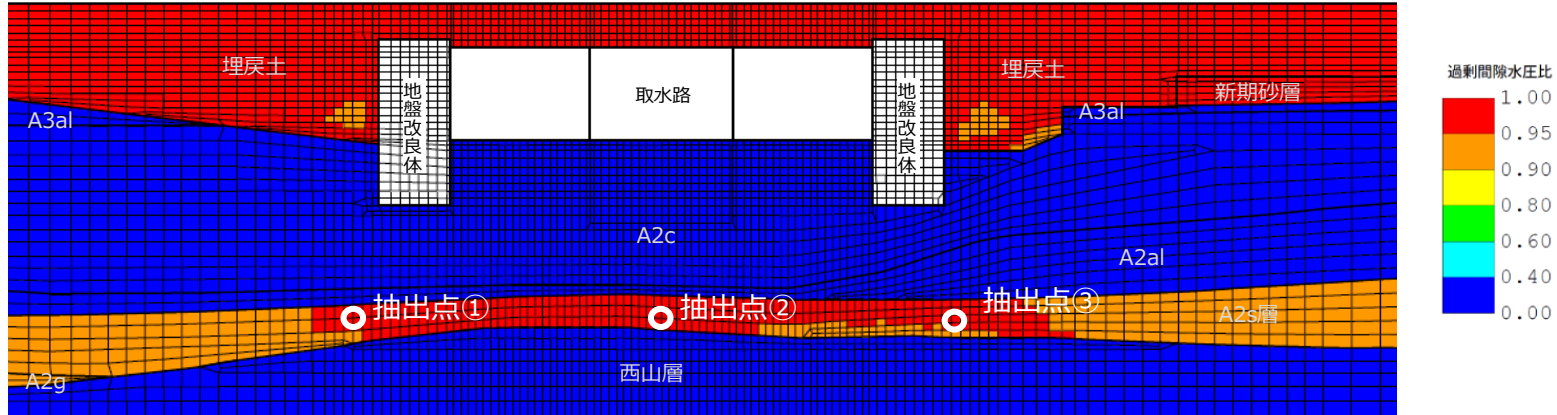 埋戻土
地盤改良体
取水路
地盤改良体
埋戻土
新期砂層
A3al
A3al
A2c
A2al
抽出点①
抽出点②
抽出点③
A2s層
A2g
西山層
過剰間隙水圧比
1.00
0.95
0.90
0.80
0.60
0.40
0.00